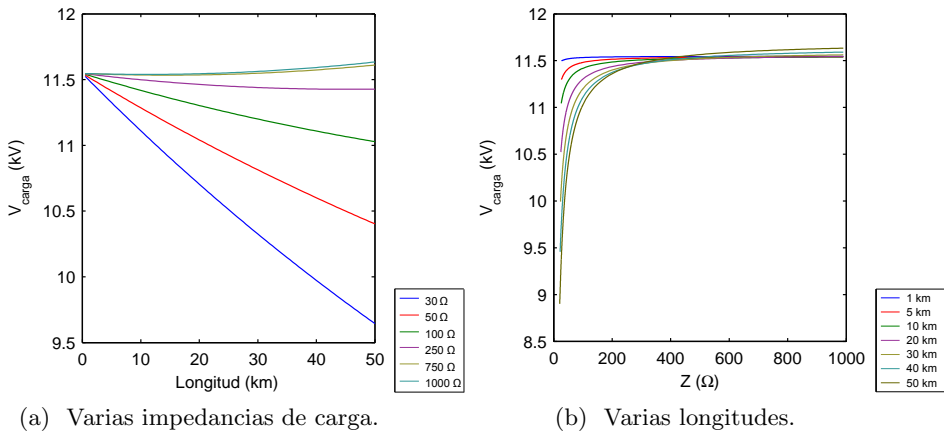 12
11.5
11
10.5
10
9.5
V_carga (kV)
0 10 20 30 40 50
Longitud (km)
30 Ω
50 Ω
100 Ω
250 Ω
750 Ω
1000 Ω
(a) Varias impedancias de carga.
12
11.5
11
10.5
10
9.5
9
8.5
V_carga (kV)
0 200 400 600 800 1000
Z (Ω)
1 km
5 km
10 km
20 km
30 km
40 km
50 km
(b) Varias longitudes.